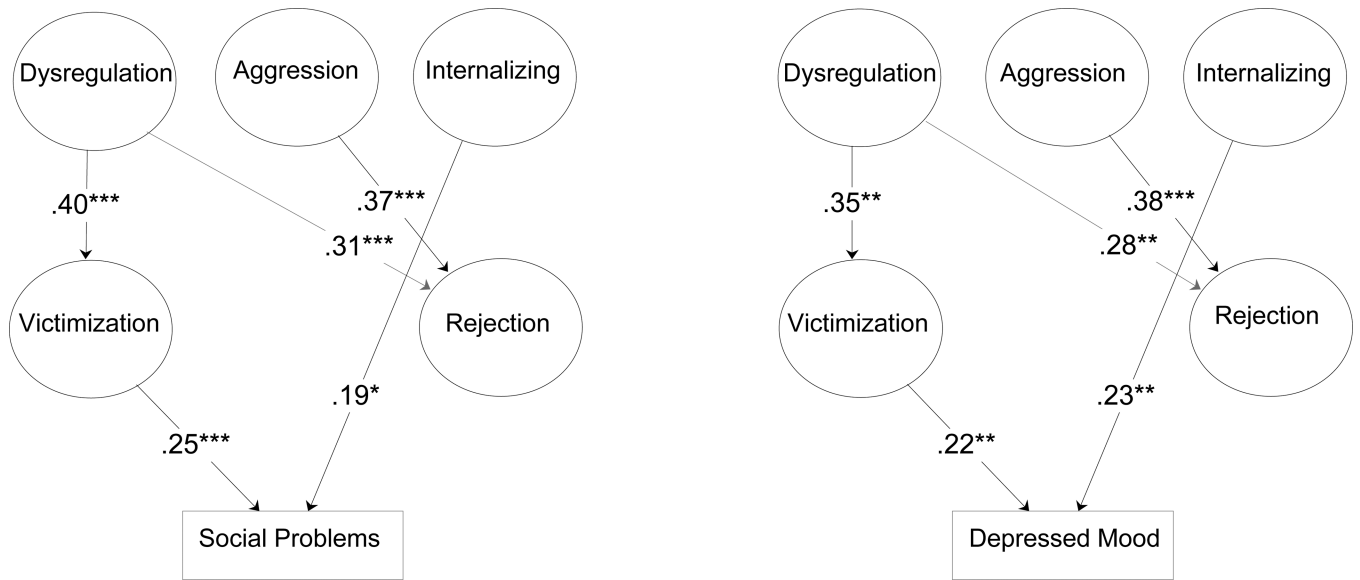 Dysregulation
Aggression
Internalizing
.40***
.37***
.31***
Victimization
Rejection
.19*
.25***
Social Problems
Dysregulation
Aggression
Internalizing
.35**
.38***
.28**
Victimization
Rejection
.23**
.22**
Depressed Mood